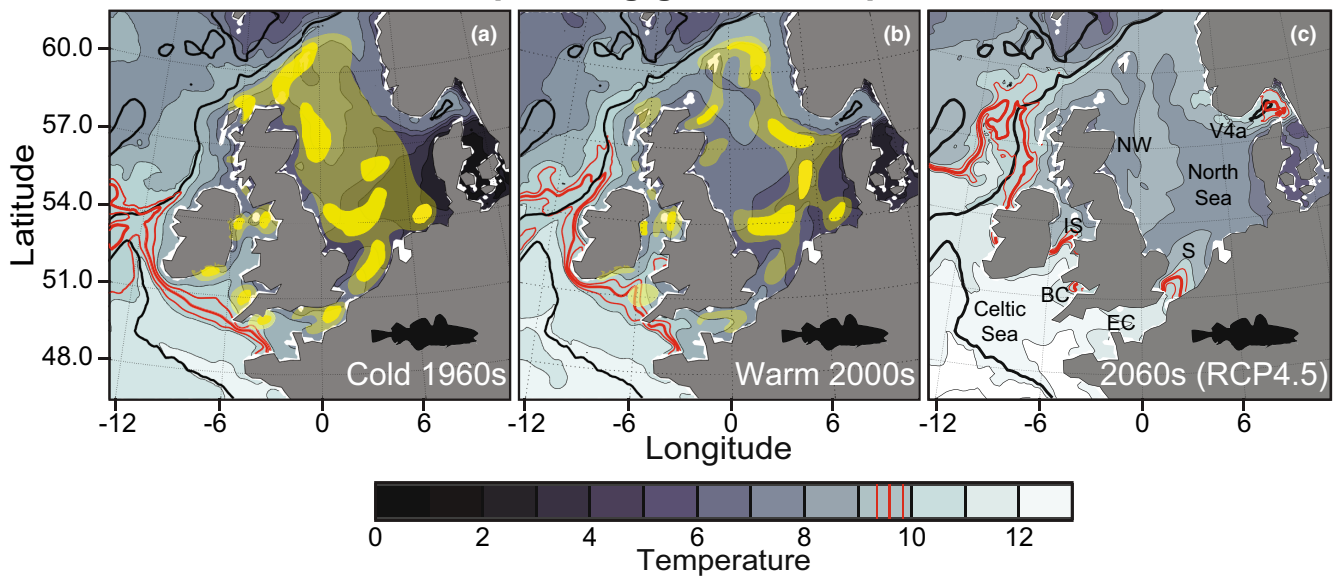 (a)
(b)
(c)
60.0
57.0
54.0
51.0
48.0
Latitude
V4a
NW
North
Sea
IS
S
BC
Celtic
Sea
EC
Cold 1960s
Warm 2000s
2060s (RCP4.5)
-12 -6 0 6
-12 -6 0 6
-12 -6 0 6
Longitude
0 2 4 6 8 10 12
Temperature